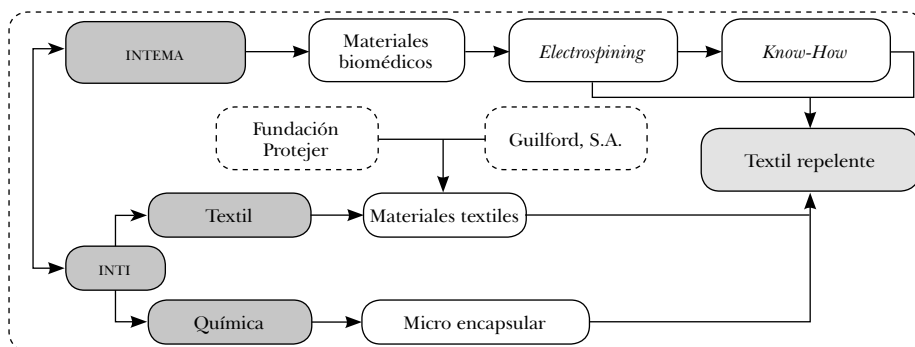 INTEMA
Materiales
biomédicos
Electrospining
Know-How
Fundación
Protejer
Guilford, S.A.
Textil repelente
Textil
Materiales textiles
INTI
Química
Micro encapsular